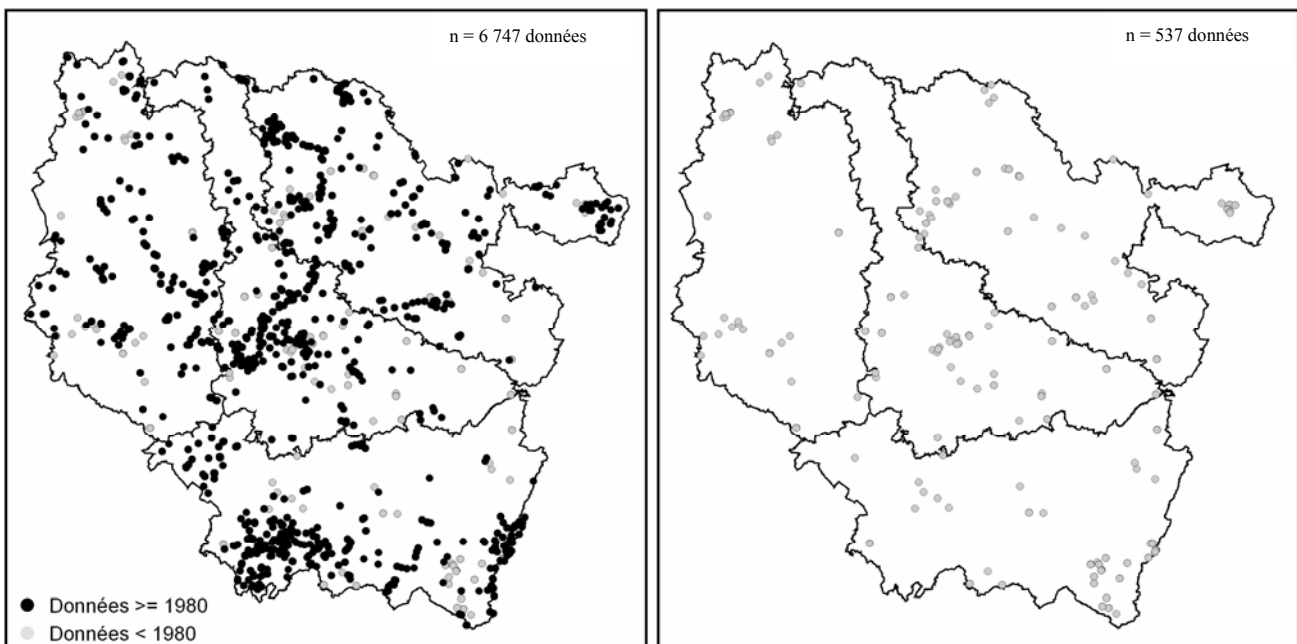 n = 6 747 données
n = 537 données
Données >= 1980
Données < 1980